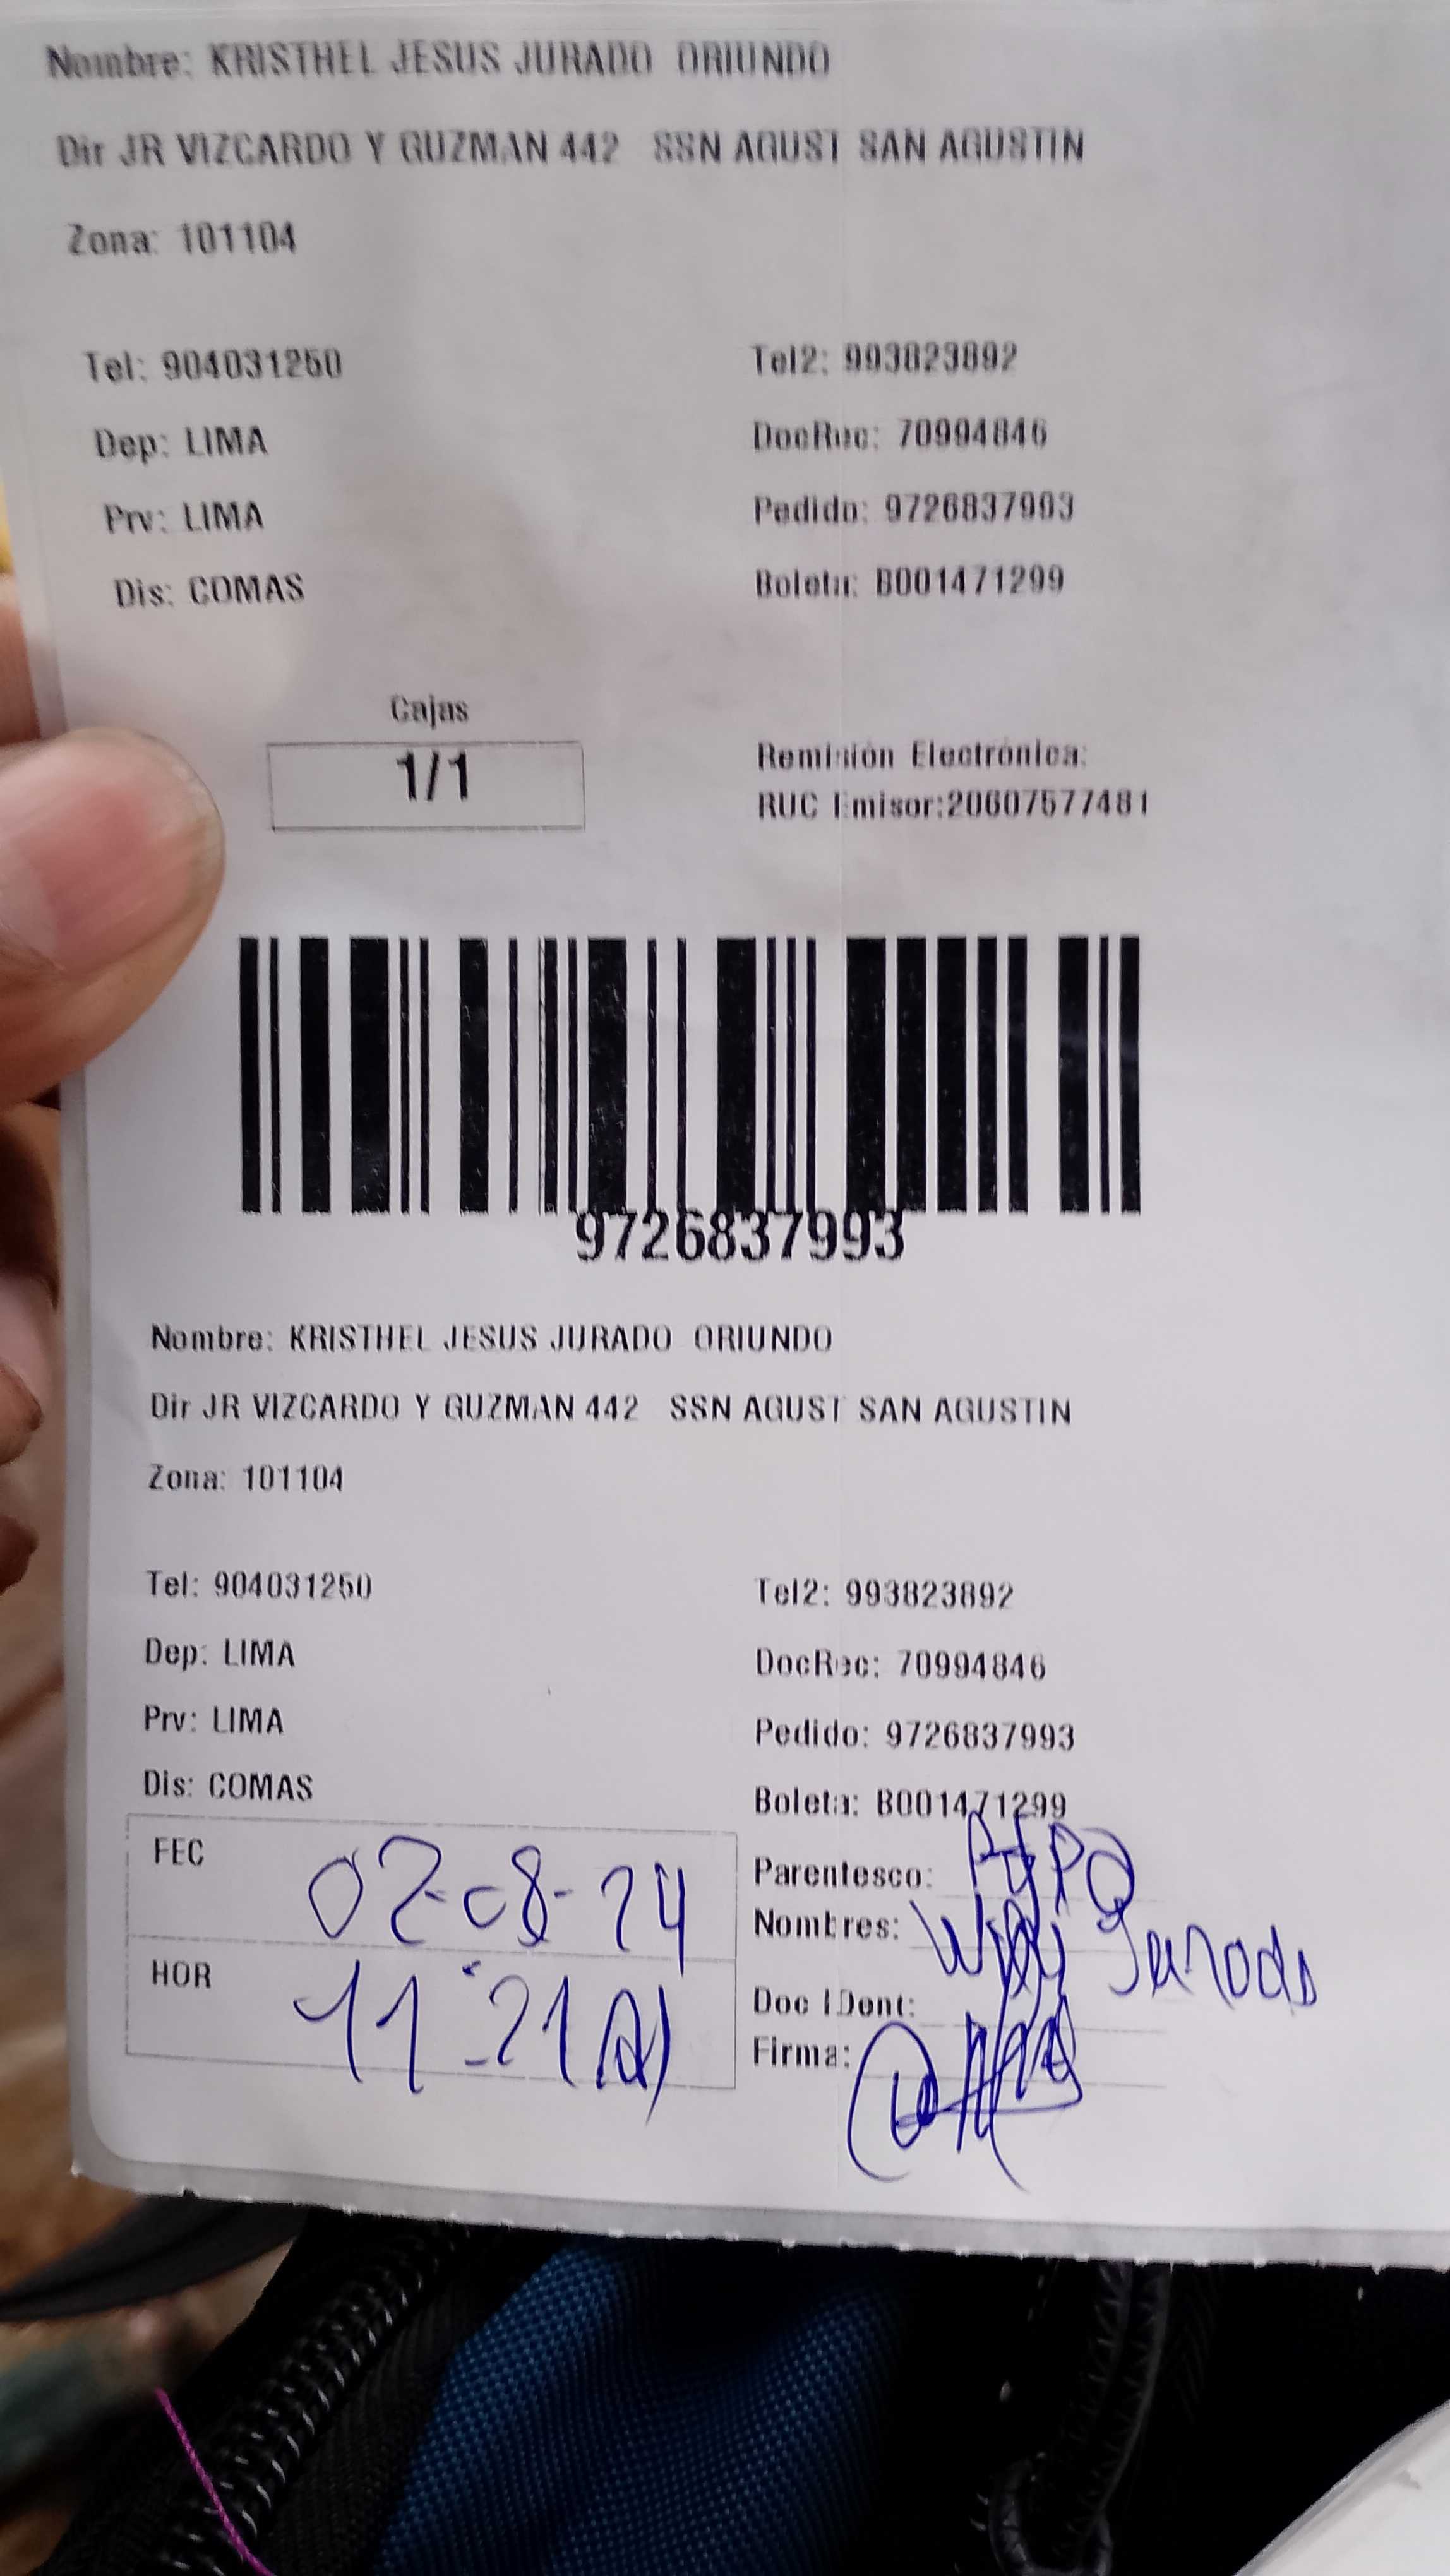 Nombre: KRISTHEL JESUS JURADO ORIUNDO
Dir JR VIZCARDO Y GUZMAN 442 SSN AGUST SAN AGUSTIN
Zona: 101104
Tel: 904031250 Tel2: 993823892
Dep: LIMA DocRec: 70994846
Prv: LIMA Pedido: 9726837993
Dis: COMAS Boleta: B001471299
Cajas
1/1
Remisión Electrónica:
RUC Emisor:20607577481
9726837993
Nombre: KRISTHEL JESUS JURADO ORIUNDO
Dir JR VIZCARDO Y GUZMAN 442 SSN AGUST SAN AGUSTIN
Zona: 101104
Tel: 904031250 Tel2: 993823892
Dep: LIMA DocRec: 70994846
Prv: LIMA Pedido: 9726837993
Dis: COMAS Boleta: B001471299
FEC 02-08-24
Parentesco: PAPA
Nombres: Jurado
HOR 11:21
Doc IDent:
Firma: